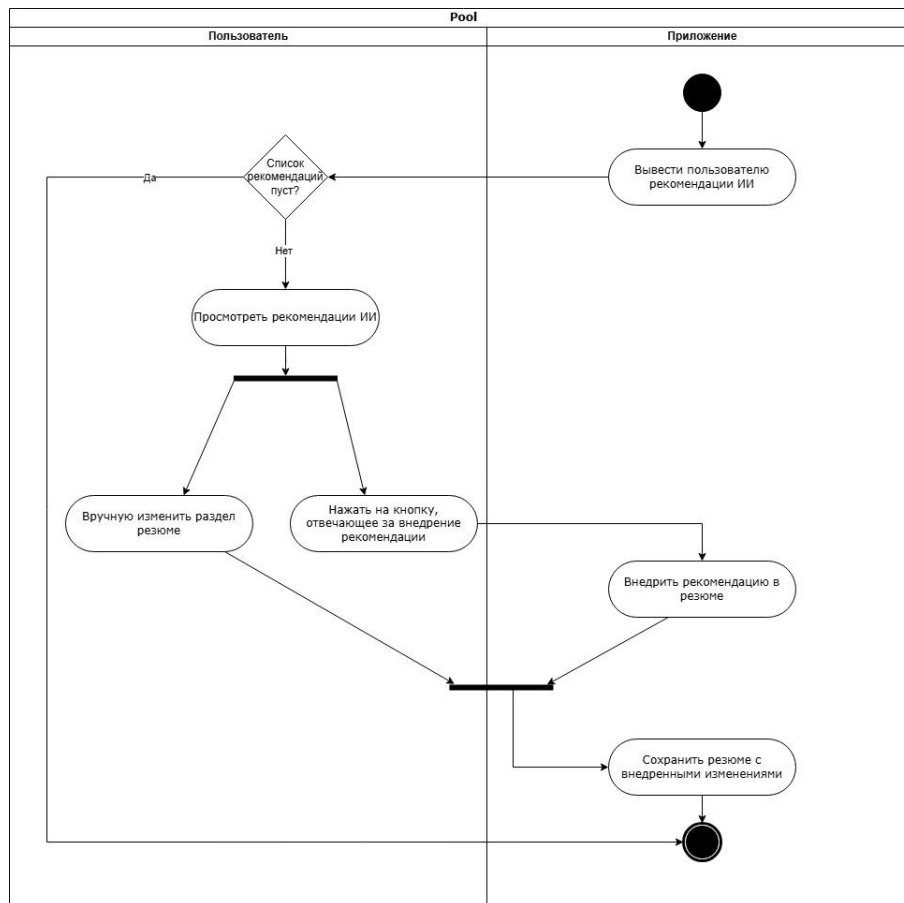 Pool
Пользователь
Приложение
Вывести пользователю
рекомендации ИИ
Список
рекомендаций
пуст?
Да
Нет
Просмотреть рекомендации ИИ
Вручную изменить раздел
резюме
Нажать на кнопку,
отвечающее за внедрение
рекомендации
Внедрить рекомендацию в
резюме
Сохранить резюме с
внедренными изменениями